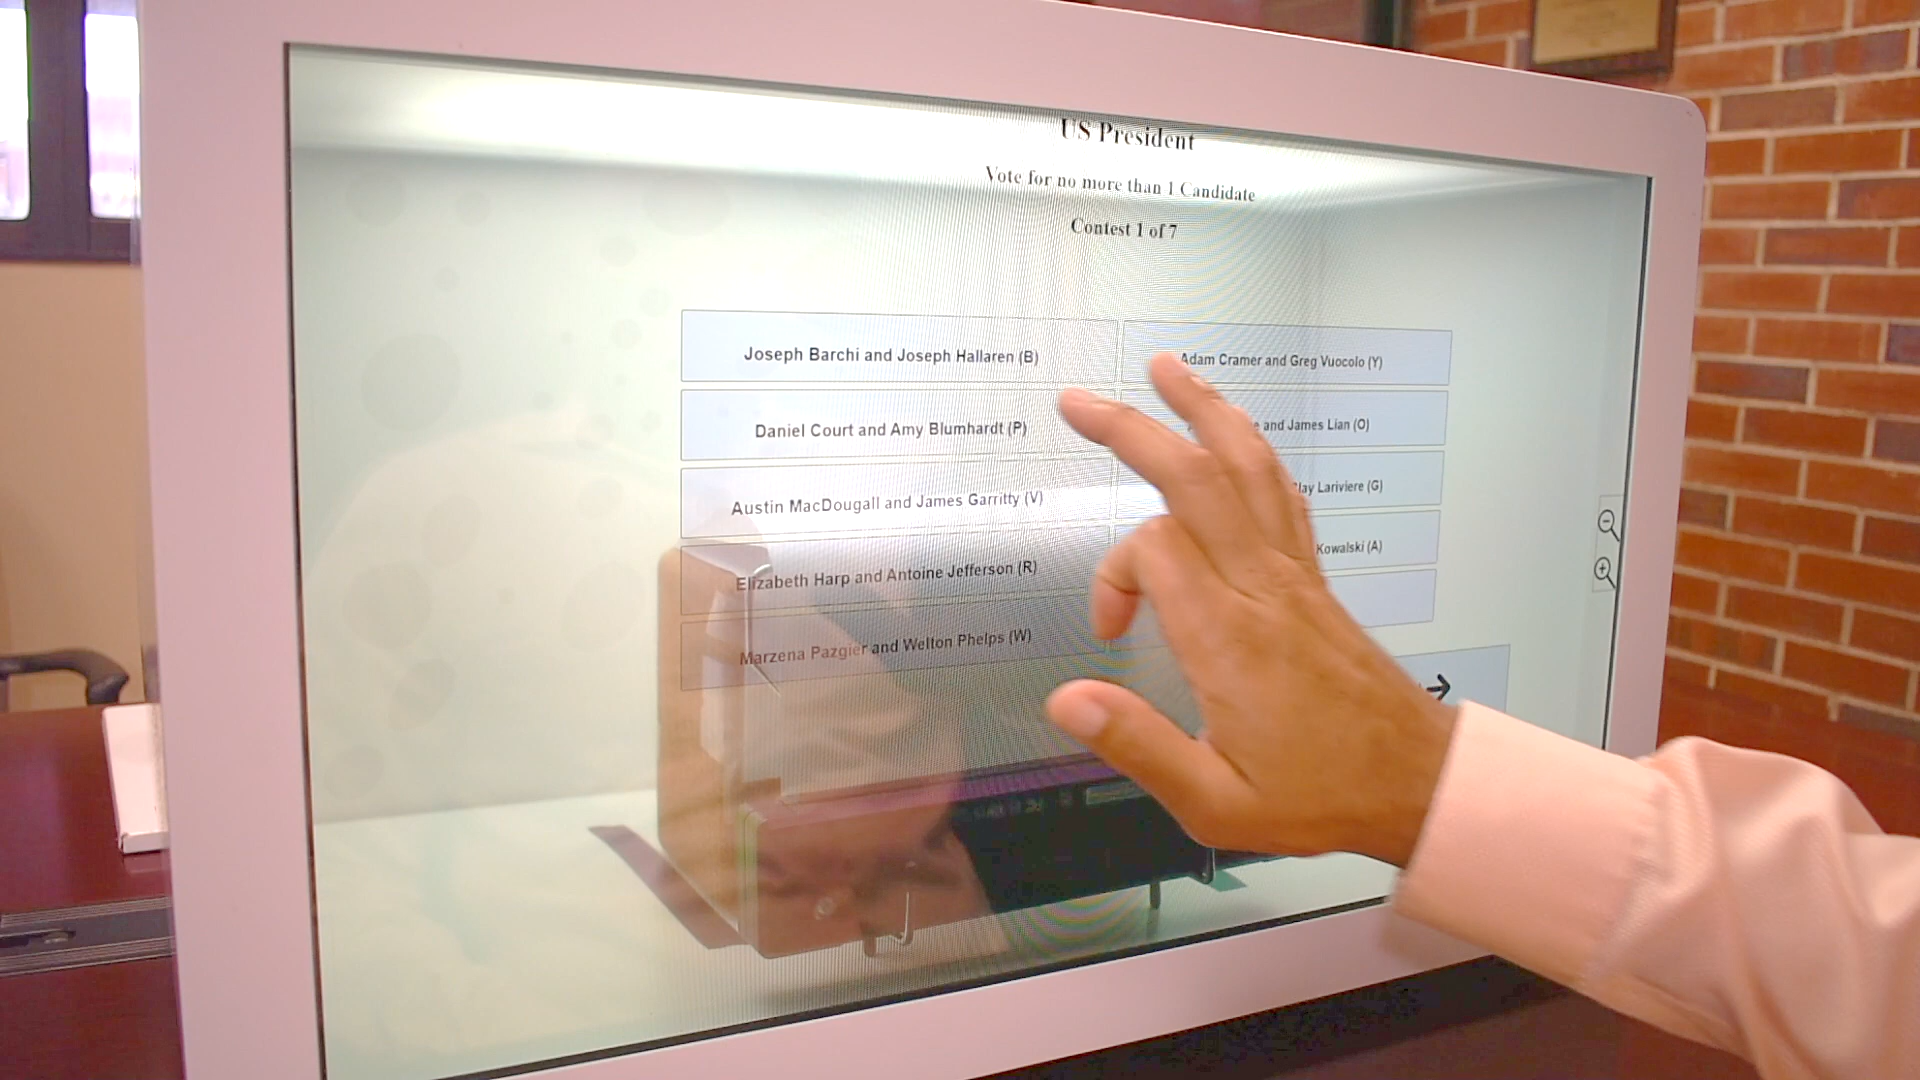 US President
Vote for no more than 1 Candidate
Contest 1 of 7
Joseph Barchi and Joseph Hallaren (B)
Daniel Court and Amy Blumhardt (P)
Austin MacDougall and James Garritty (V)
Elizabeth Harp and Antoine Jefferson (R)
Marzena Pazgier and Welton Phelps (W)
Adam Cramer and Greg Vuocolo (Y)
and James Lian (O)
Lariviere (G)
Kowalski (A)